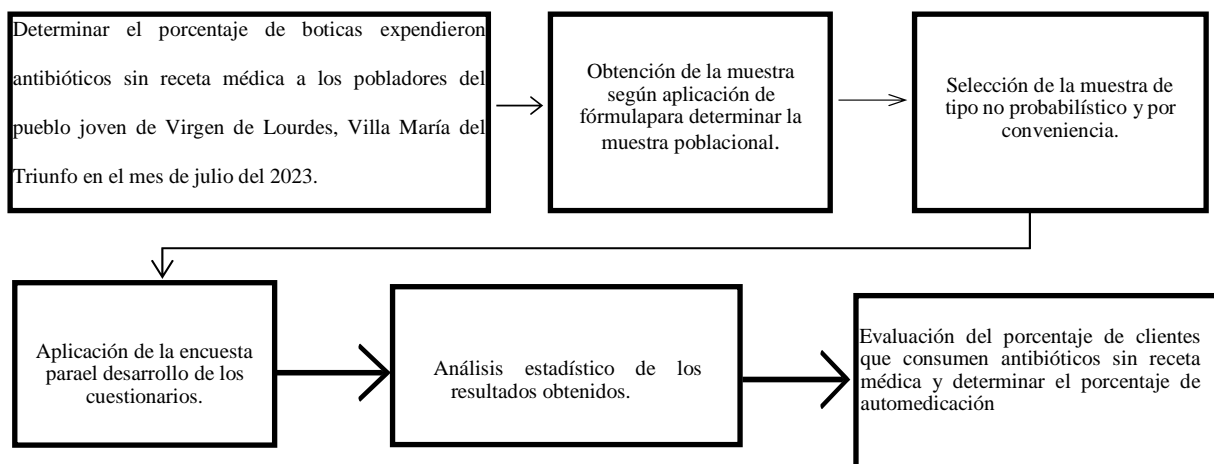 Determinar el porcentaje de boticas expendieron
antibióticos sin receta médica a los pobladores del
pueblo joven de Virgen de Lourdes, Villa María del
Triunfo en el mes de julio del 2023.
Obtención de la muestra
según aplicación de
fórmulapara determinar la
muestra poblacional.
Selección de la muestra de
tipo no probabilístico y por
conveniencia.
Aplicación de la encuesta
parael desarrollo de los
cuestionarios.
Análisis estadístico de los
resultados obtenidos.
Evaluación del porcentaje de clientes
que consumen antibióticos sin receta
médica y determinar el porcentaje de
automedicación